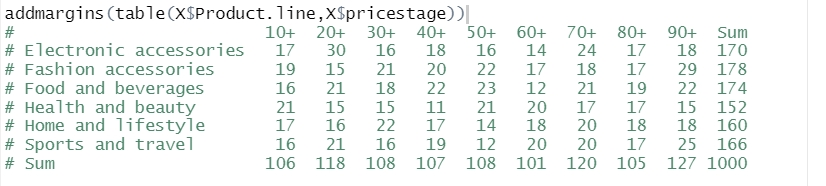 addmargins(table(X$Product.line,X$pricestage))
# 10+ 20+ 30+ 40+ 50+ 60+ 70+ 80+ 90+ Sum
# Electronic accessories 17 30 16 18 16 14 24 17 18 170
# Fashion accessories 19 15 21 20 22 17 18 17 29 178
# Food and beverages 16 21 18 22 23 12 21 19 22 174
# Health and beauty 21 15 15 11 21 20 17 17 15 152
# Home and lifestyle 17 16 22 17 14 18 20 18 18 160
# Sports and travel 16 21 16 19 12 20 20 17 25 166
# Sum 106 118 108 107 108 101 120 105 127 1000